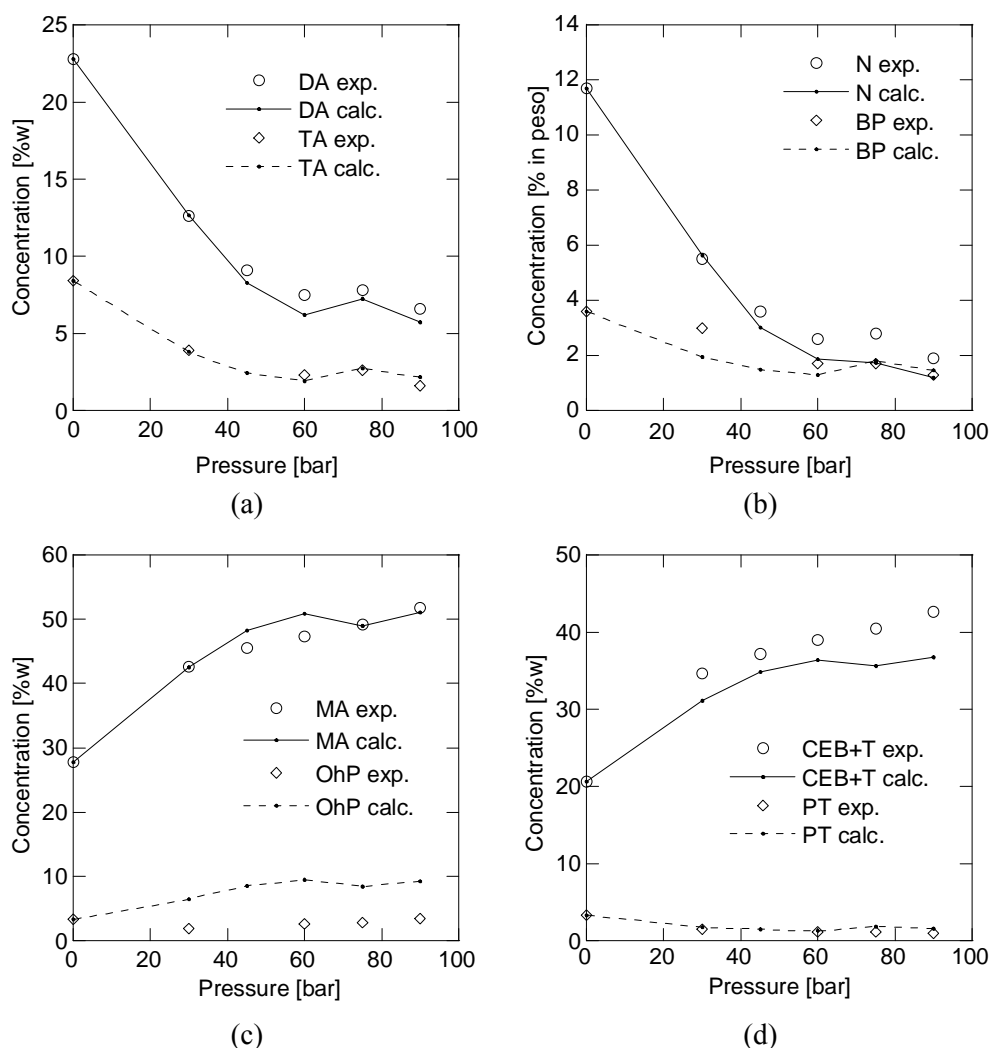 25
20
15
10
5
0
Concentration [%w]
DA exp.
DA calc.
TA exp.
TA calc.
0 20 40 60 80 100
Pressure [bar]
(a)
14
12
10
8
6
4
2
0
Concentration [% in peso]
N exp.
N calc.
BP exp.
BP calc.
0 20 40 60 80 100
Pressure [bar]
(b)
60
50
40
30
20
10
0
Concentration [%w]
MA exp.
MA calc.
OhP exp.
OhP calc.
0 20 40 60 80 100
Pressure [bar]
(c)
50
40
30
20
10
0
Concentration [%w]
CEB+T exp.
CEB+T calc.
PT exp.
PT calc.
0 20 40 60 80 100
Pressure [bar]
(d)